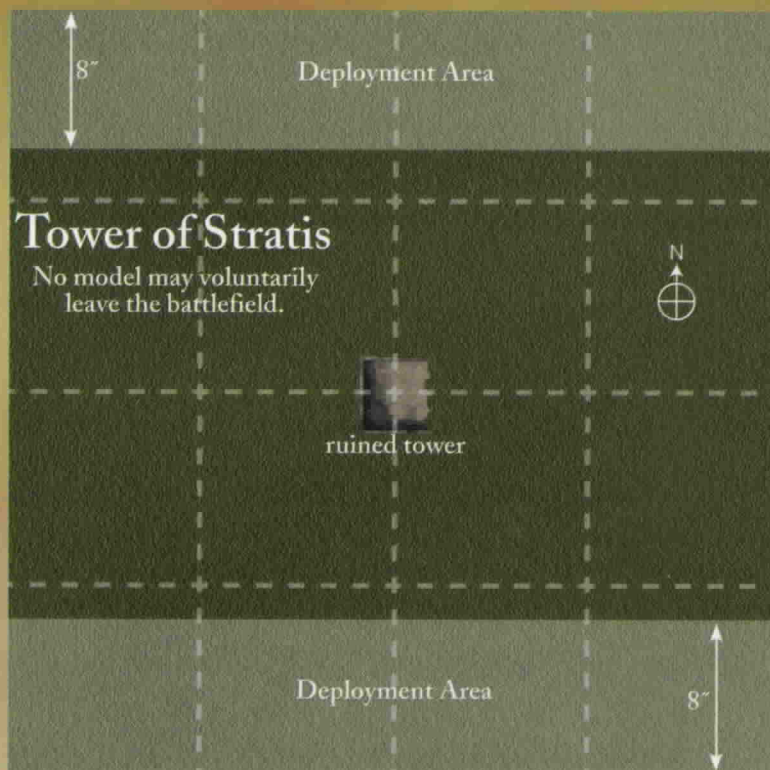 8"
Deployment Area
Tower of Stratis
No model may voluntarily
leave the battlefield.
N
ruined tower
Deployment Area
8"